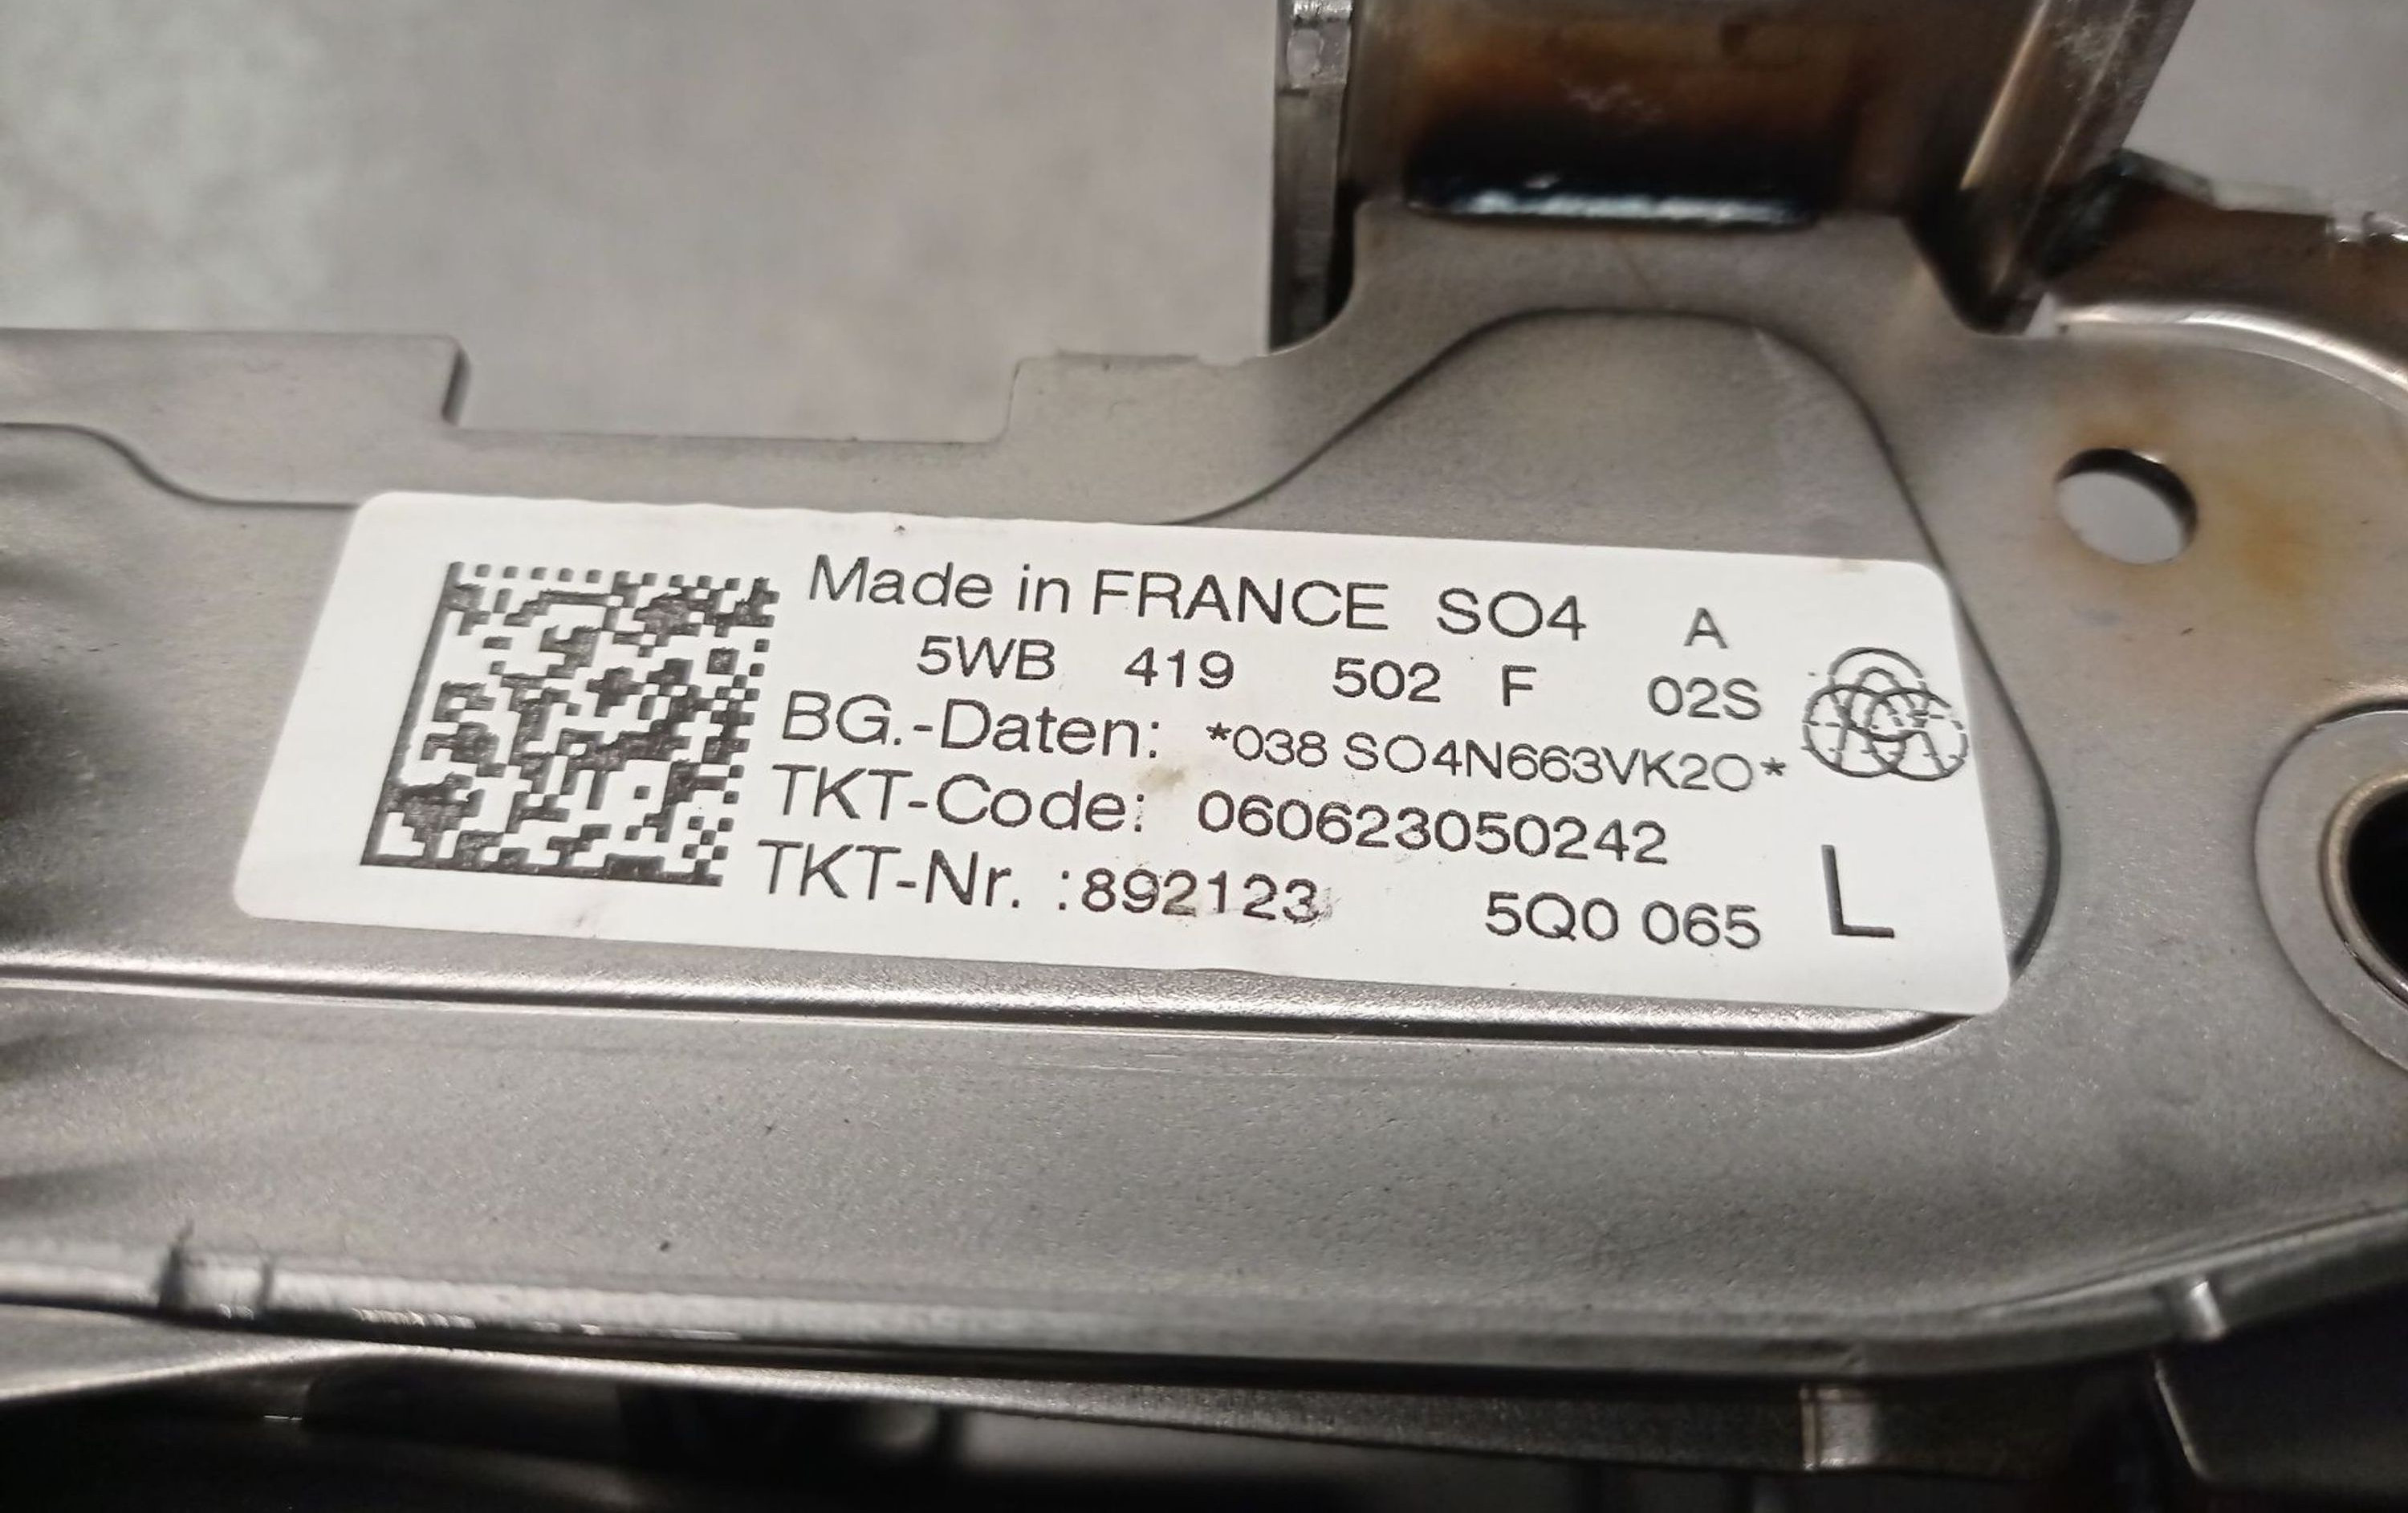 Made in FRANCE SO4 A
5WB 419 502 F 02S
BG.-Daten: *038 SO4N663VK2O*
TKT-Code: 060623050242
TKT-Nr. :892123 5Q0 065 L